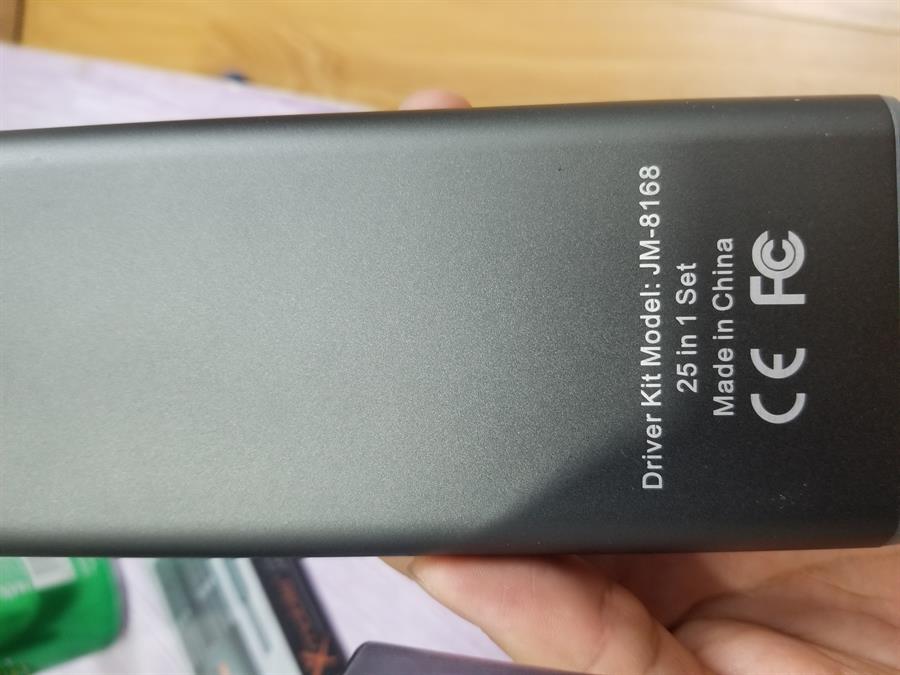 Driver Kit Model: JM-8168
25 in 1 Set
Made in China
CE FC